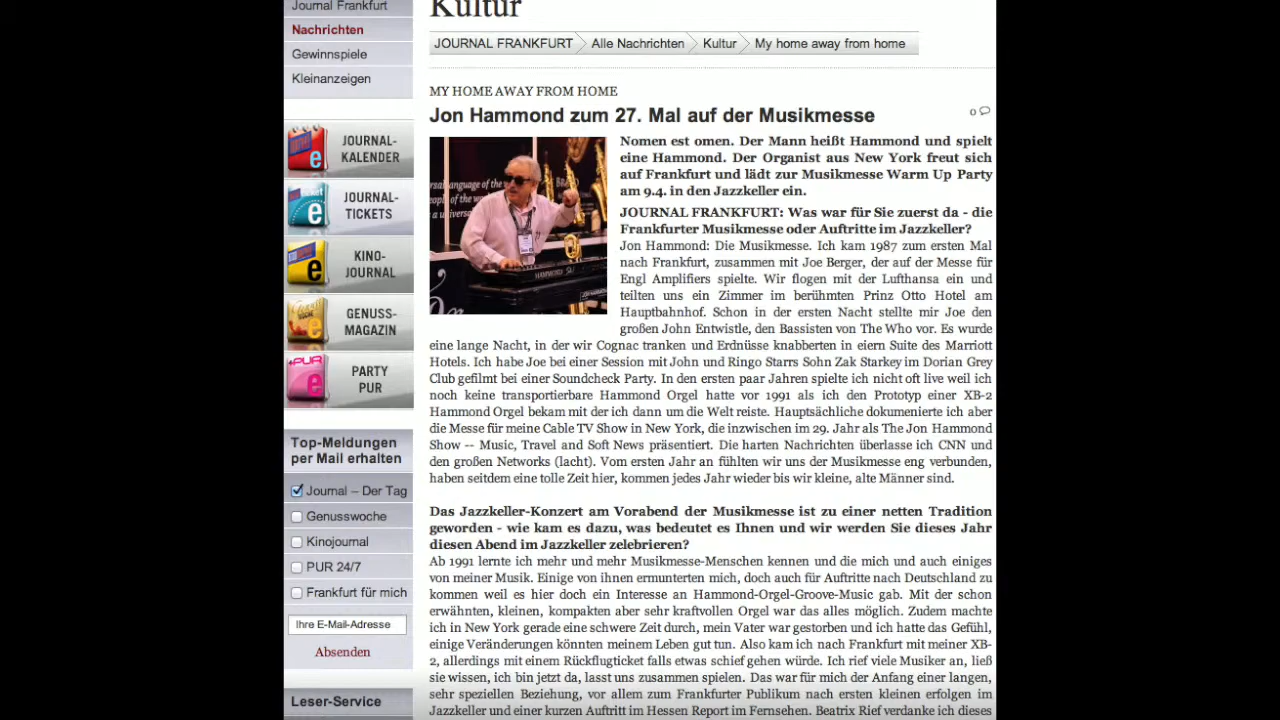 Kultur
Journal Frankfurt
Nachrichten
Gewinnspiele
Kleinanzeigen
JOURNAL-
KALENDER
JOURNAL-
TICKETS
KINO-
JOURNAL
GENUSS-
MAGAZIN
PARTY
PUR
Top-Meldungen
per Mail erhalten
Journal – Der Tag
Genusswoche
Kinojournal
PUR 24/7
Frankfurt für mich
Ihre E-Mail-Adresse
Absenden
Leser-Service
JOURNAL FRANKFURT Alle Nachrichten Kultur My home away from home
MY HOME AWAY FROM HOME
Jon Hammond zum 27. Mal auf der Musikmesse
0
Nomen est omen. Der Mann heißt Hammond und spielt
eine Hammond. Der Organist aus New York freut sich
auf Frankfurt und lädt zur Musikmesse Warm Up Party
am 9.4. in den Jazzkeller ein.
JOURNAL FRANKFURT: Was war für Sie zuerst da - die
Frankfurter Musikmesse oder Auftritte im Jazzkeller?
Jon Hammond: Die Musikmesse. Ich kam 1987 zum ersten Mal
nach Frankfurt, zusammen mit Joe Berger, der auf der Messe für
Engl Amplifiers spielte. Wir flogen mit der Lufthansa ein und
teilten uns ein Zimmer im berühmten Prinz Otto Hotel am
Hauptbahnhof. Schon in der ersten Nacht stellte mir Joe den
großen John Entwistle, den Bassisten von The Who vor. Es wurde
eine lange Nacht, in der wir Cognac tranken und Erdnüsse knabberten in eiern Suite des Marriott
Hotels. Ich habe Joe bei einer Session mit John und Ringo Starrs Sohn Zak Starkey im Dorian Grey
Club gefilmt bei einer Soundcheck Party. In den ersten paar Jahren spielte ich nicht oft live weil ich
noch keine transportierbare Hammond Orgel hatte vor 1991 als ich den Prototyp einer XB-2
Hammond Orgel bekam mit der ich dann um die Welt reiste. Hauptsächliche dokumenierte ich aber
die Messe für meine Cable TV Show in New York, die inzwischen im 29. Jahr als The Jon Hammond
Show -- Music, Travel and Soft News präsentiert. Die harten Nachrichten überlasse ich CNN und
den großen Networks (lacht). Vom ersten Jahr an fühlten wir uns der Musikmesse eng verbunden,
haben seitdem eine tolle Zeit hier, kommen jedes Jahr wieder bis wir kleine, alte Männer sind.
Das Jazzkeller-Konzert am Vorabend der Musikmesse ist zu einer netten Tradition
geworden - wie kam es dazu, was bedeutet es Ihnen und wir werden Sie dieses Jahr
diesen Abend im Jazzkeller zelebrieren?
Ab 1991 lernte ich mehr und mehr Musikmesse-Menschen kennen und die mich und auch einiges
von meiner Musik. Einige von ihnen ermunterten mich, doch auch für Auftritte nach Deutschland zu
kommen weil es hier doch ein Interesse an Hammond-Orgel-Groove-Music gab. Mit der schon
erwähnten, kleinen, kompakten aber sehr kraftvollen Orgel war das alles möglich. Zudem machte
ich in New York gerade eine schwere Zeit durch, mein Vater war gestorben und ich hatte das Gefühl,
einige Veränderungen könnten meinem Leben gut tun. Also kam ich nach Frankfurt mit meiner XB-
2, allerdings mit einem Rückflugticket falls etwas schief gehen würde. Ich rief viele Musiker an, ließ
sie wissen, ich bin jetzt da, lasst uns zusammen spielen. Das war für mich der Anfang einer langen,
sehr speziellen Beziehung, vor allem zum Frankfurter Publikum nach ersten kleinen erfolgen im
Jazzkeller und einer kurzen Auftritt im Hessen Report im Fernsehen. Beatrix Rief verdanke ich dieses